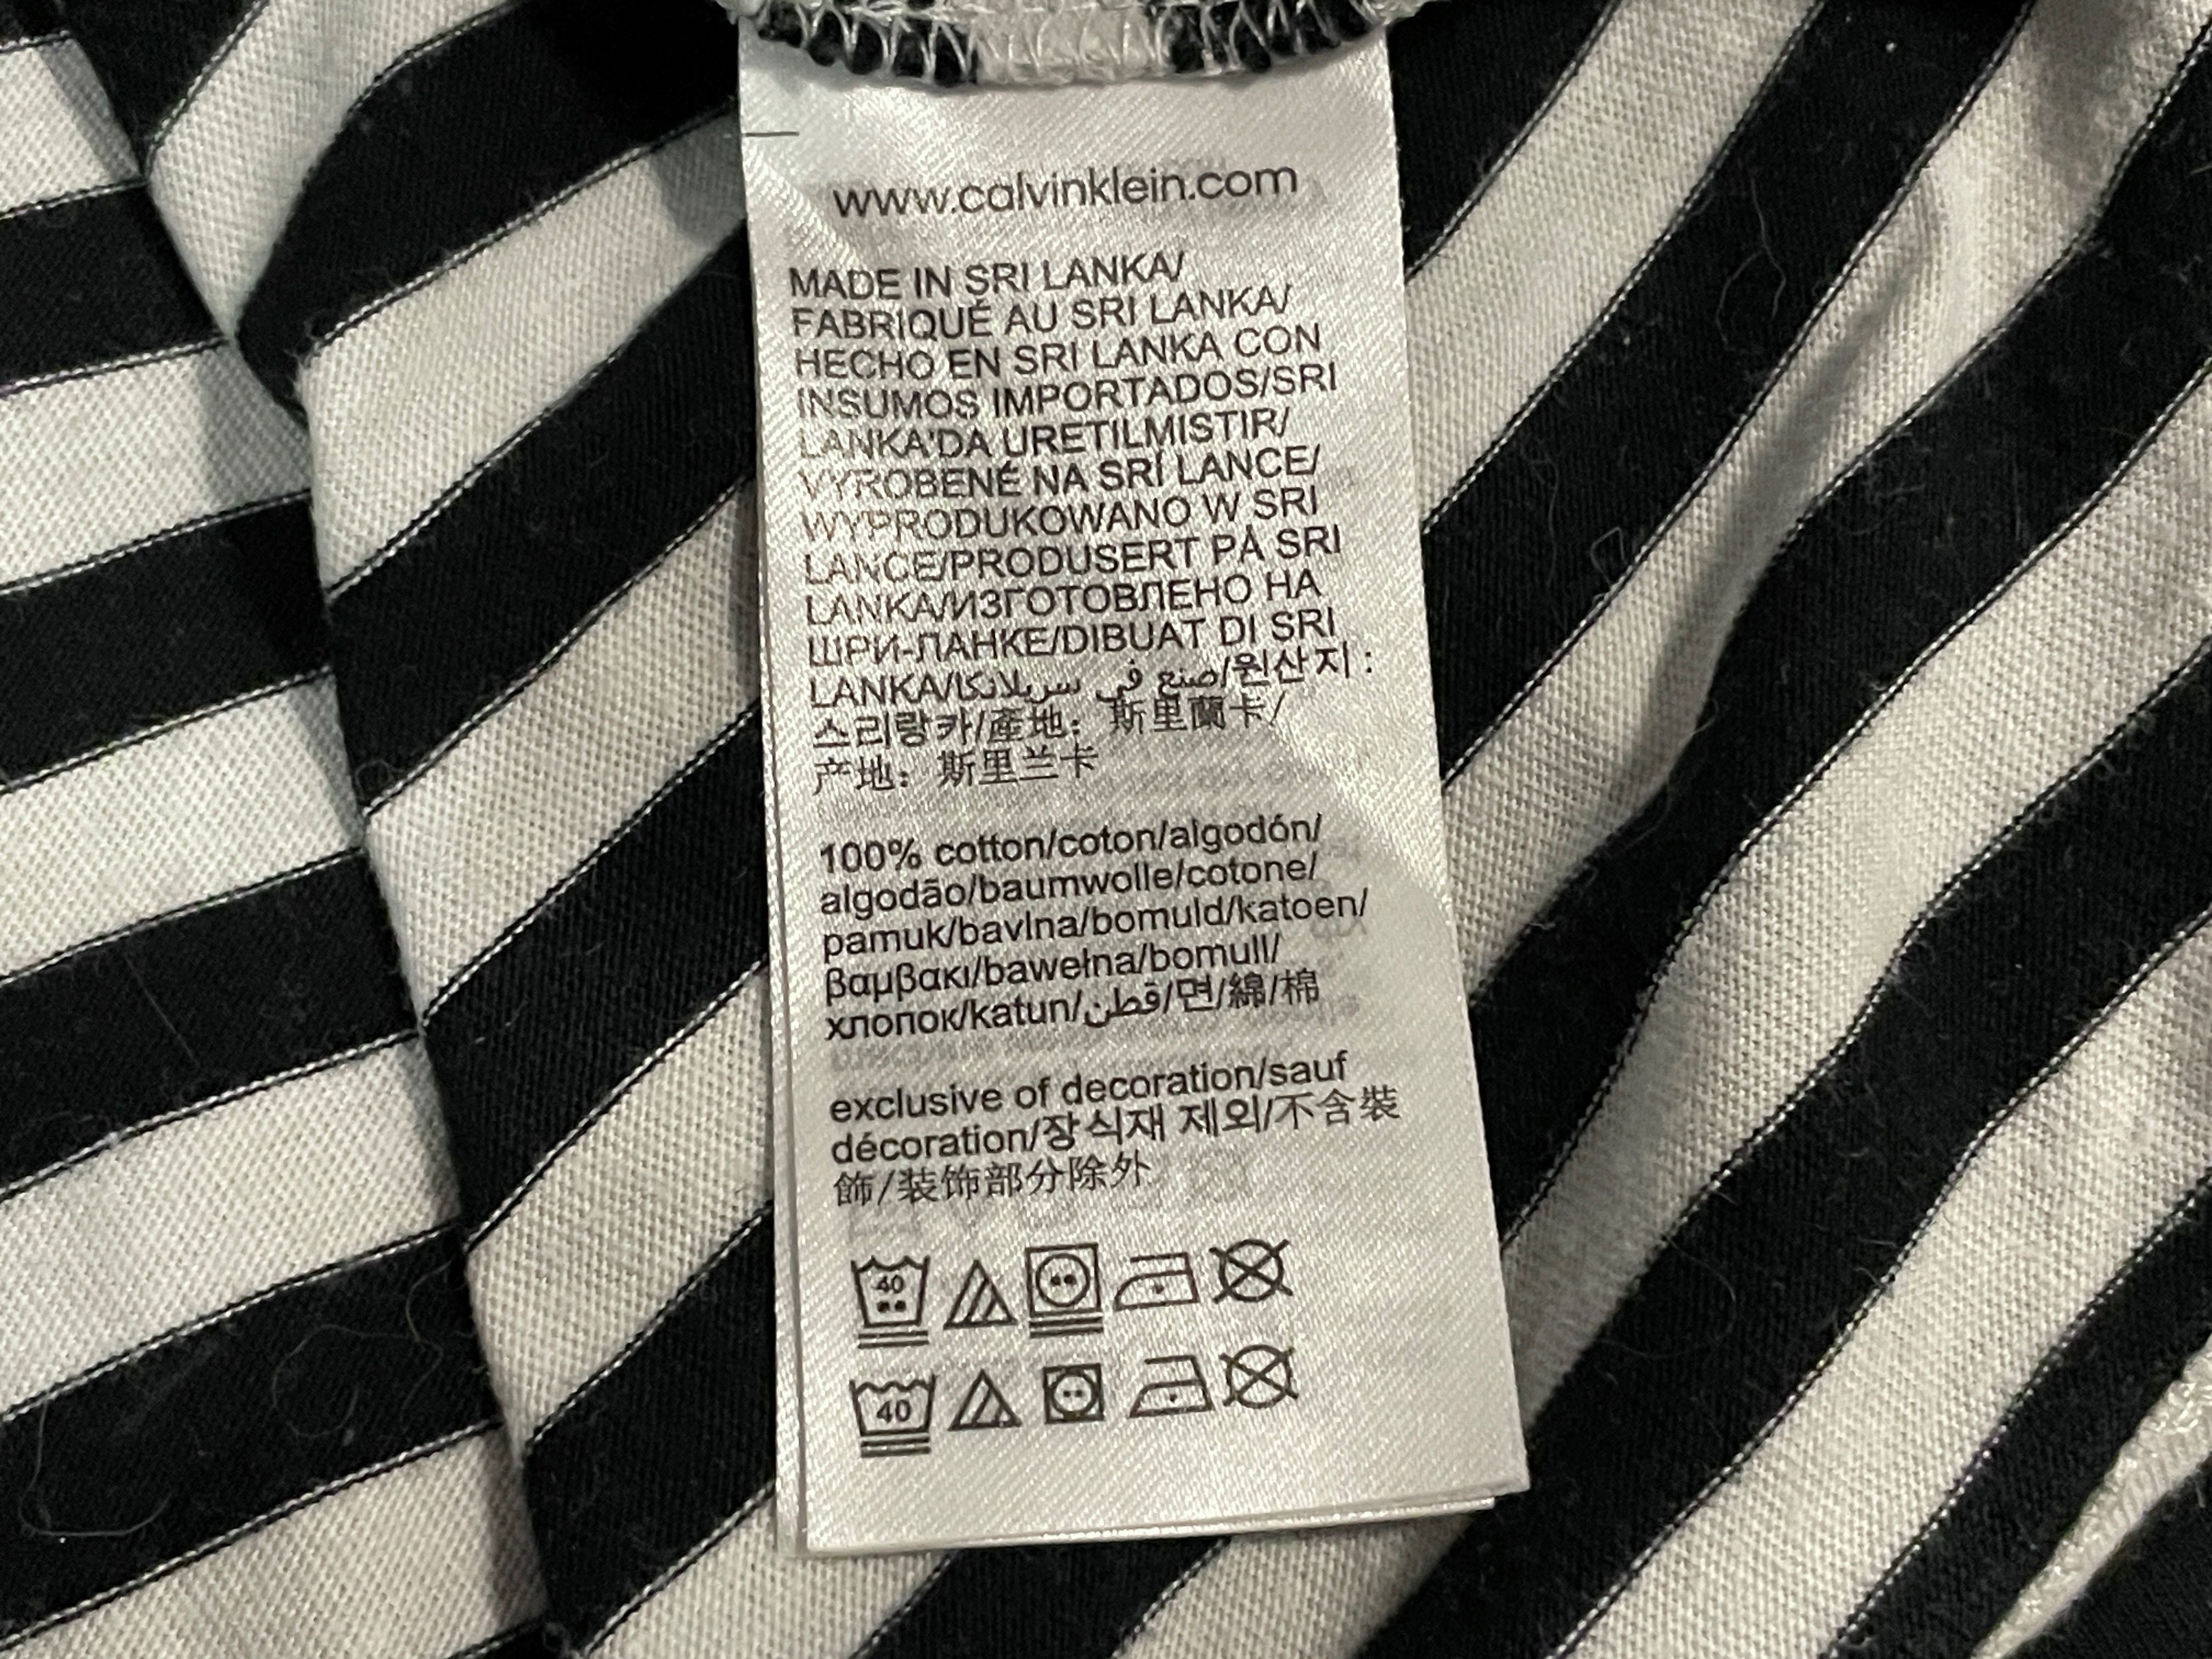 www.calvinklein.com
MADE IN SRI LANKA/
FABRIQUÉ AU SRI LANKA/
HECHO EN SRI LANKA CON
INSUMOS IMPORTADOS/SRI
LANKA'DA URETILMISTIR/
VYROBENÉ NA SRÍ LANCE/
WYPRODUKOWANO W SRI
LANCE/PRODUSERT PÅ SRI
LANKA/ИЗГОТОВЛЕНО НА
ШРИ-ЛАНКЕ/DIBUAT DI SRI
LANKA/صنع في سريلانكا/원산지 :
스리랑카/產地：斯里蘭卡/
产地：斯里兰卡
100% cotton/coton/algodón/
algodão/baumwolle/cotone/
pamuk/bavlna/bomuld/katoen/
βαμβακι/bawełna/bomull/
хлопок/katun/قطن/면/綿/棉
exclusive of decoration/sauf
décoration/장식재 제외/不含裝
飾/装饰部分除外
40
40